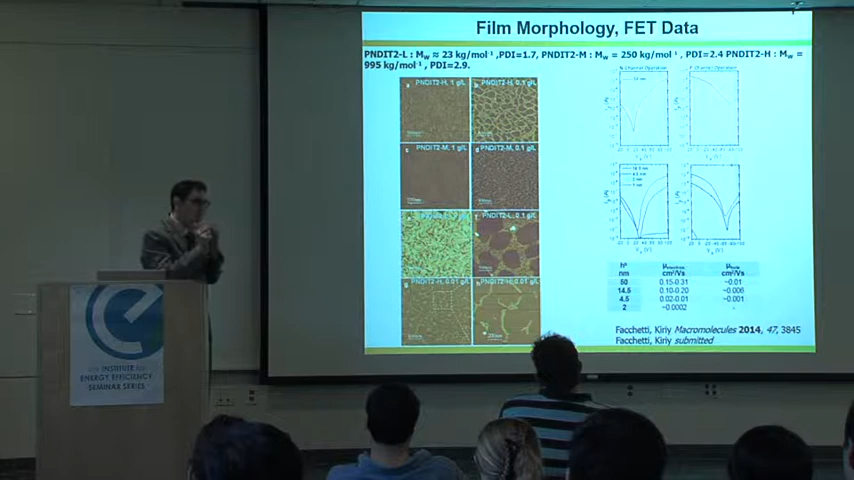 Film Morphology, FET Data
PNDIT2-L : Mw ≈ 23 kg/mol-1 ,PDI=1.7, PNDIT2-M : Mw = 250 kg/mol-1 , PDI=2.4 PNDIT2-H : Mw =
995 kg/mol-1 , PDI=2.9.
PNDIT2-H, 1 g/L
PNDIT2-H, 0.1 g/L
PNDIT2-M, 1 g/L
PNDIT2-M, 0.1 g/L
PNDIT2-L, 0.1 g/L
PNDIT2-H, 0.01 g/L
N Channel Operation
Channel Operation
nm
cm2/Vs
cm2/Vs
50 0.15-0.31 ~0.01
14.5 0.10-0.20 ~0.006
4.5 0.02-0.01 ~0.001
2 ~0.0002 -
Facchetti, Kiriy Macromolecules 2014, 47, 3845
Facchetti, Kiriy submitted
INSTITUTE for
ENERGY EFFICIENCY
SEMINAR SERIES